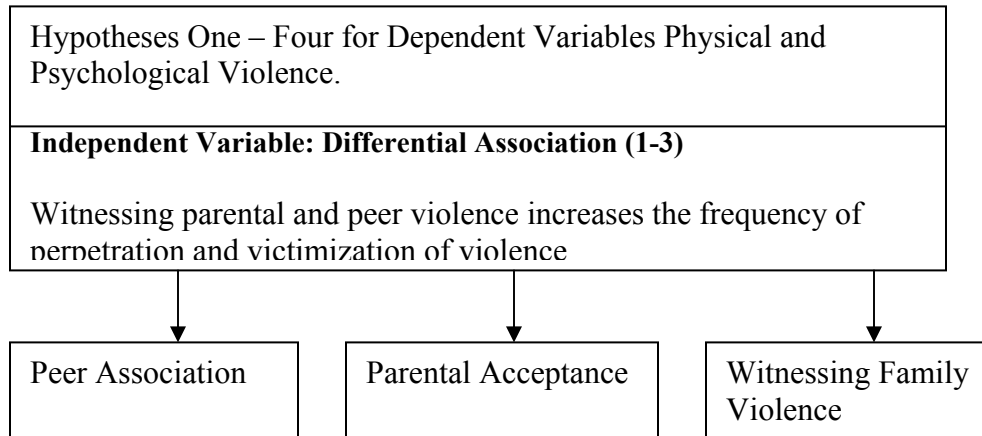 Hypotheses One – Four for Dependent Variables Physical and
Psychological Violence.
Independent Variable: Differential Association (1-3)
Witnessing parental and peer violence increases the frequency of
perpetration and victimization of violence
Peer Association
Parental Acceptance
Witnessing Family
Violence